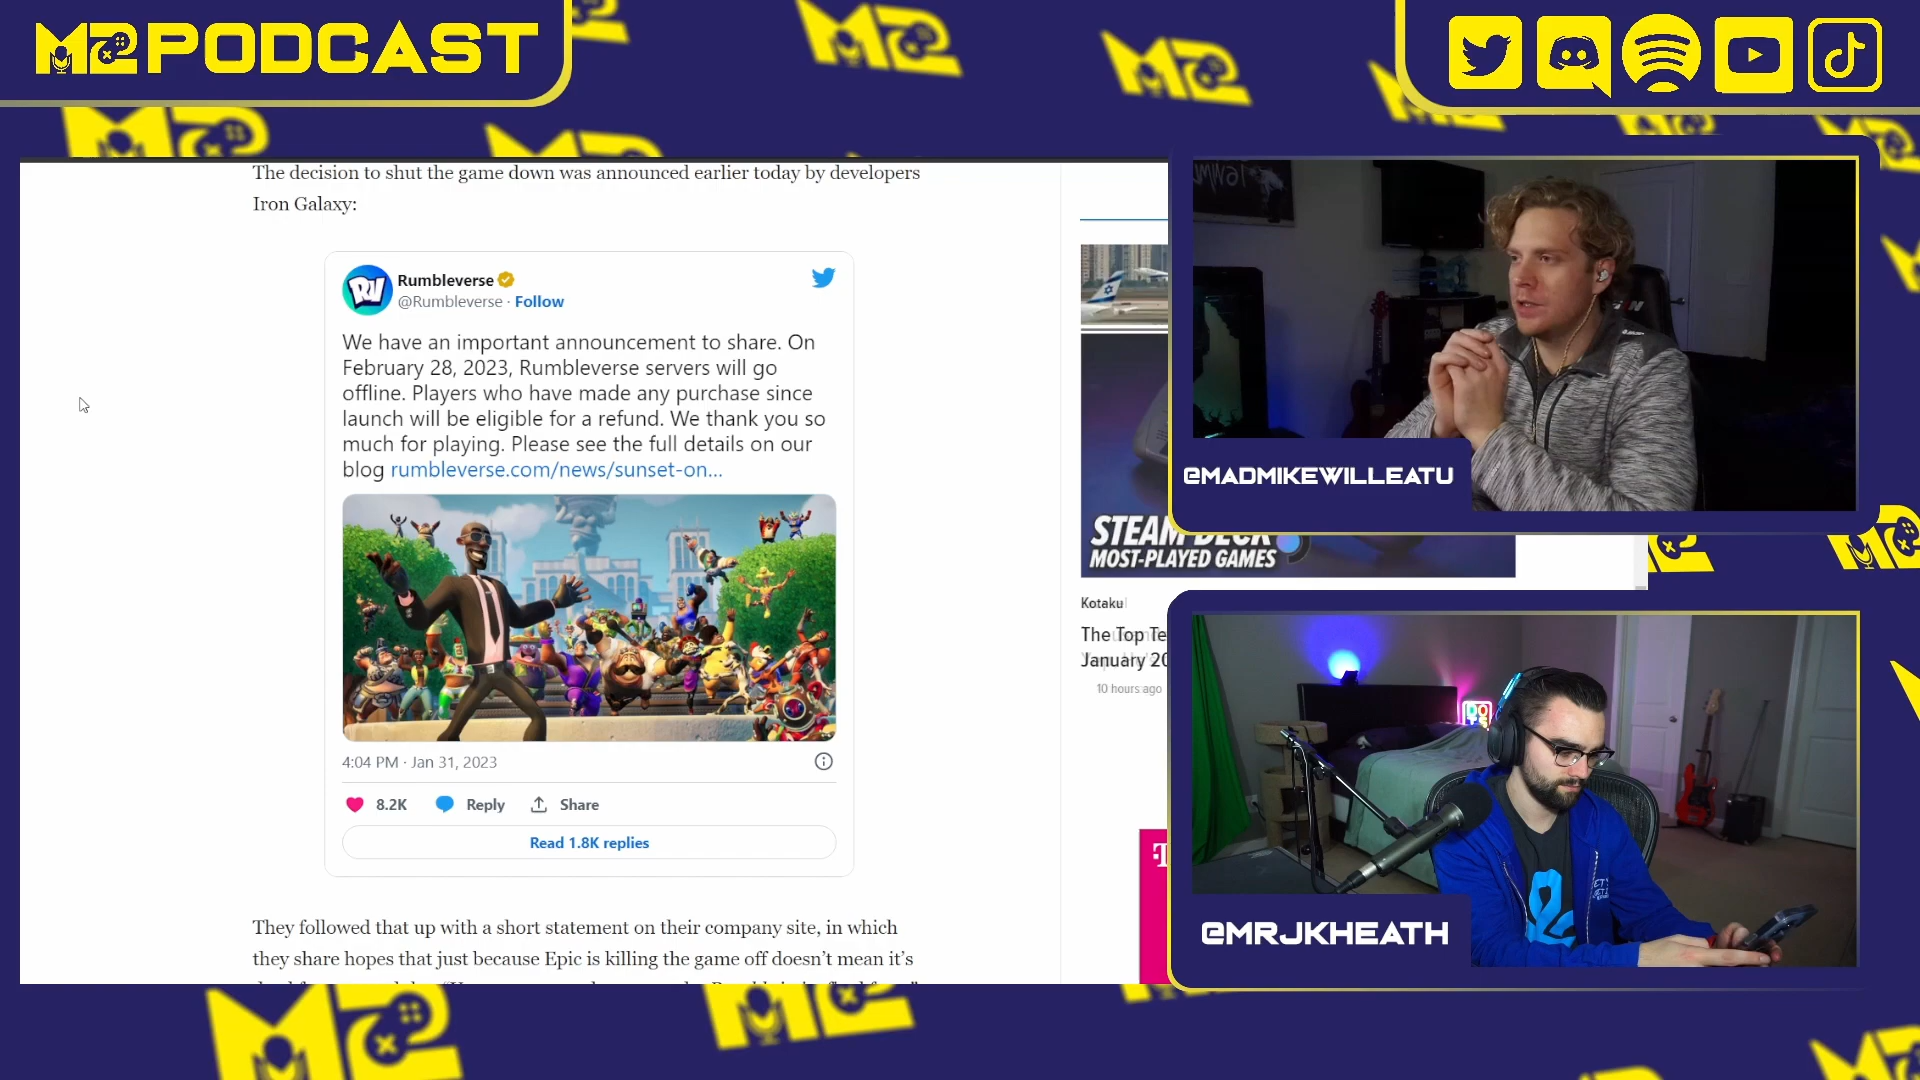 M2 PODCAST
The decision to shut the game down was announced earlier today by developers
Iron Galaxy:
Rumbleverse
@Rumbleverse · Follow
We have an important announcement to share. On
February 28, 2023, Rumbleverse servers will go
offline. Players who have made any purchase since
launch will be eligible for a refund. We thank you so
much for playing. Please see the full details on our
blog rumbleverse.com/news/sunset-on...
4:04 PM · Jan 31, 2023
8.2K Reply Share
Read 1.8K replies
They followed that up with a short statement on their company site, in which
they share hopes that just because Epic is killing the game off doesn't mean it's
STEAM DECK
MOST-PLAYED GAMES
Kotaku
The Top Te
January 20
10 hours ago
@MADMIKEWILLEATU
@MRJKHEATH